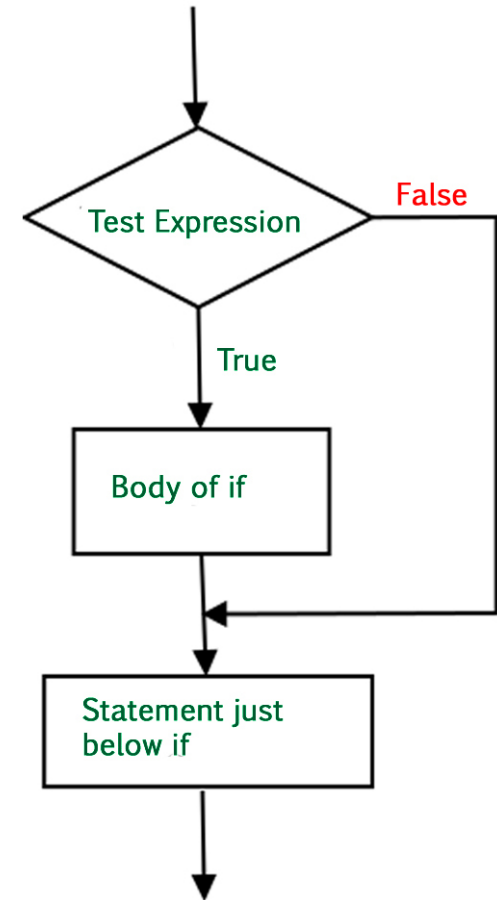 False
Test Expression
True
Body of if
Statement just
below if